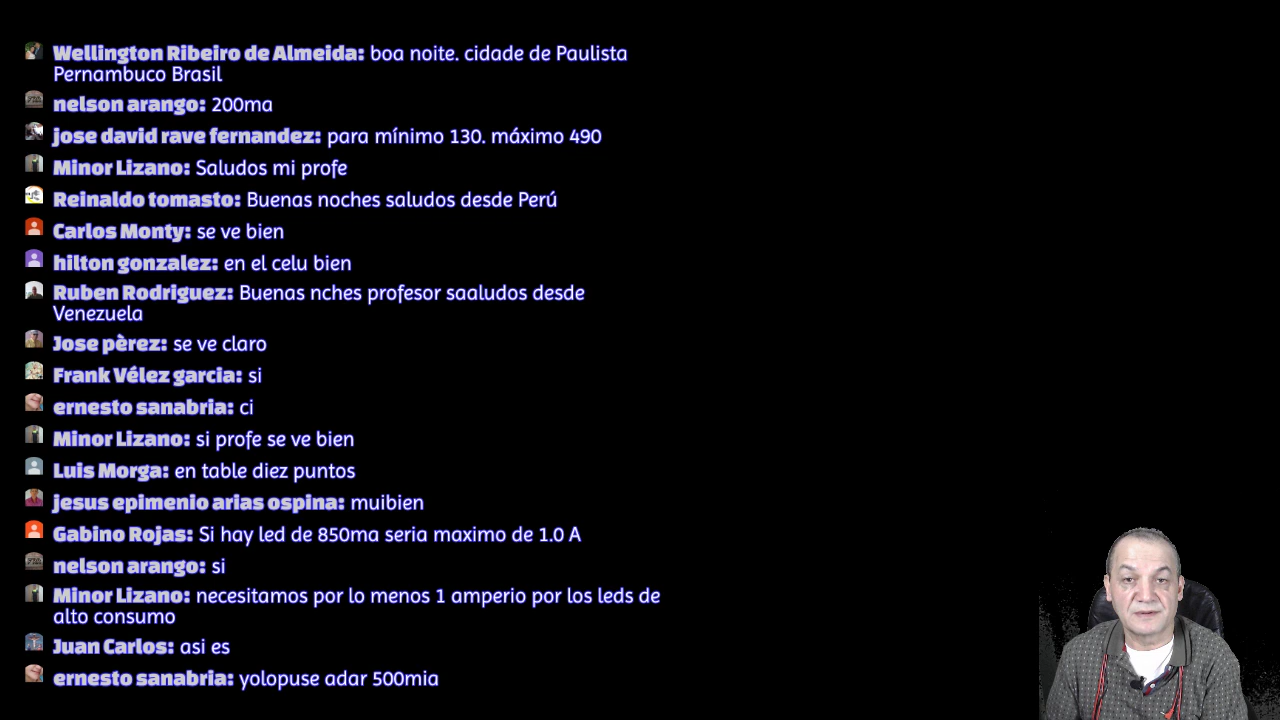 Wellington Ribeiro de Almeida: boa noite. cidade de Paulista
Pernambuco Brasil
nelson arango: 200ma
jose david rave fernandez: para mínimo 130. máximo 490
Minor Lizano: Saludos mi profe
Reinaldo tomasto: Buenas noches saludos desde Perú
Carlos Monty: se ve bien
hilton gonzalez: en el celu bien
Ruben Rodriguez: Buenas nches profesor saaludos desde
Venezuela
Jose pèrez: se ve claro
Frank Vélez garcia: si
ernesto sanabria: ci
Minor Lizano: si profe se ve bien
Luis Morga: en table diez puntos
jesus epimenio arias ospina: muibien
Gabino Rojas: Si hay led de 850ma seria maximo de 1.0 A
nelson arango: si
Minor Lizano: necesitamos por lo menos 1 amperio por los leds de
alto consumo
Juan Carlos: asi es
ernesto sanabria: yolopuse adar 500mia